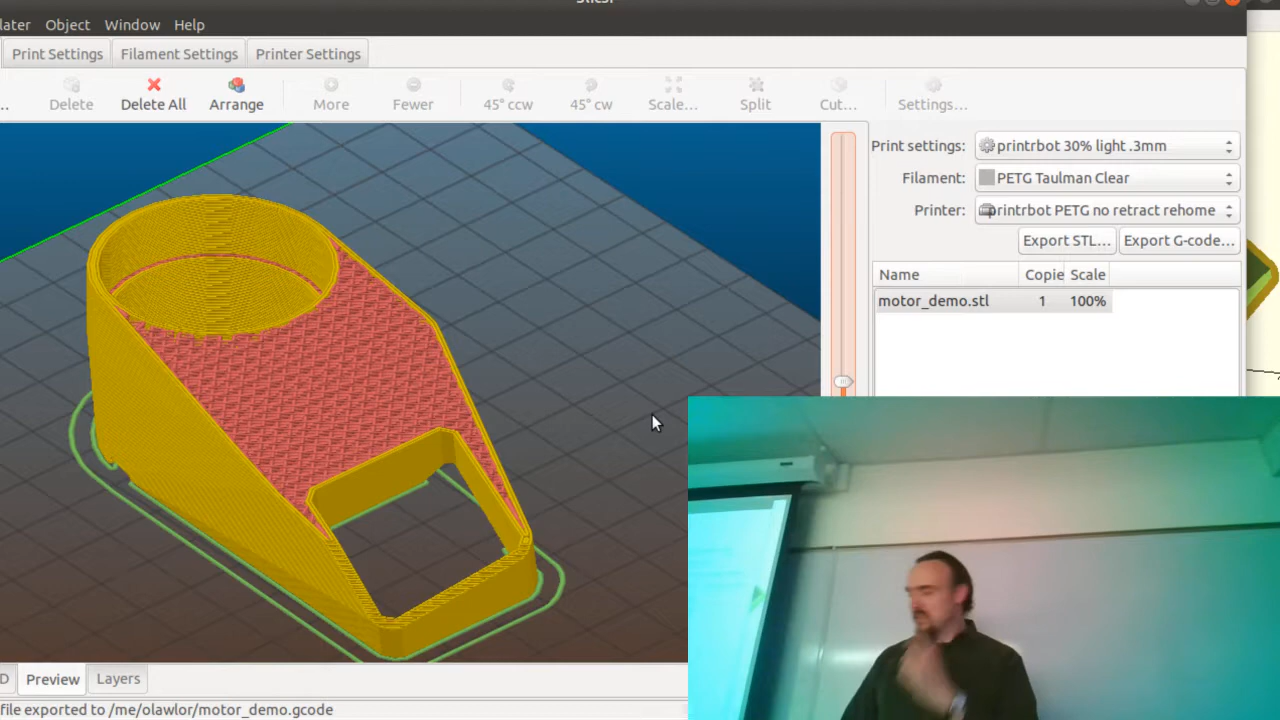 later Object Window Help
Print Settings Filament Settings Printer Settings
... Delete Delete All Arrange More Fewer 45° ccw 45° cw Scale... Split Cut... Settings...
Print settings: printrbot 30% light .3mm
Filament: PETG Taulman Clear
Printer: printrbot PETG no retract rehome
Export STL... Export G-code...
Name Copie Scale
motor_demo.stl 1 100%
D Preview Layers
file exported to /me/olawlor/motor_demo.gcode